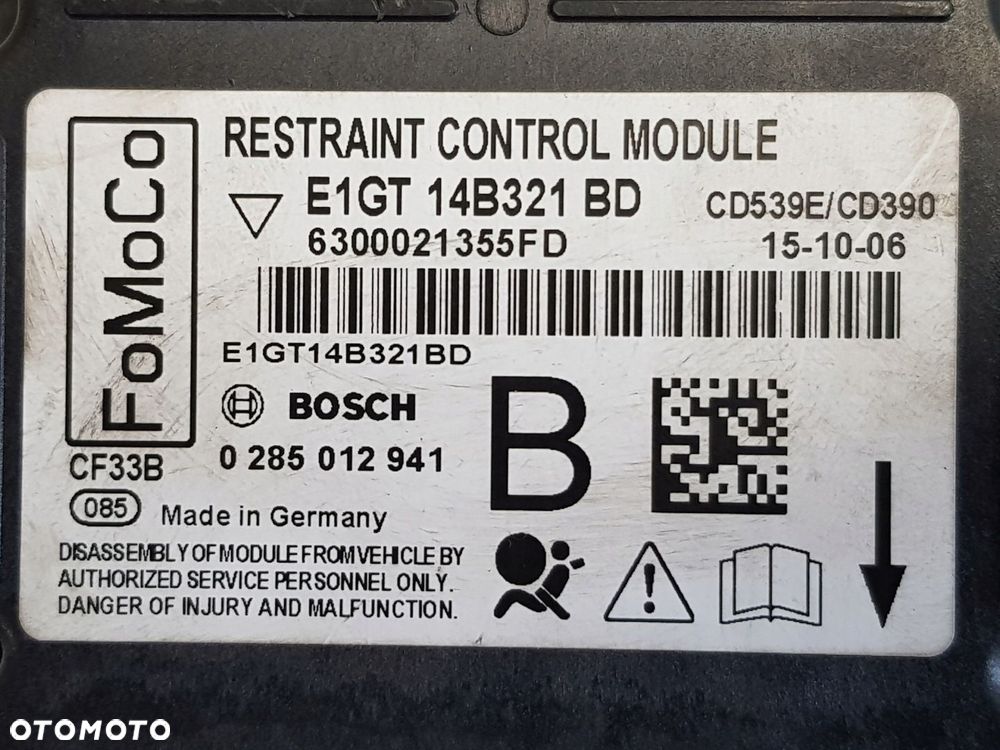 FoMoCo
RESTRAINT CONTROL MODULE
E1GT 14B321 BD
CD539E/CD390
6300021355FD
15-10-06
E1GT14B321BD
BOSCH
B
CF33B
0 285 012 941
085
Made in Germany
DISASSEMBLY OF MODULE FROM VEHICLE BY
AUTHORIZED SERVICE PERSONNEL ONLY.
DANGER OF INJURY AND MALFUNCTION.
OTOMOTO